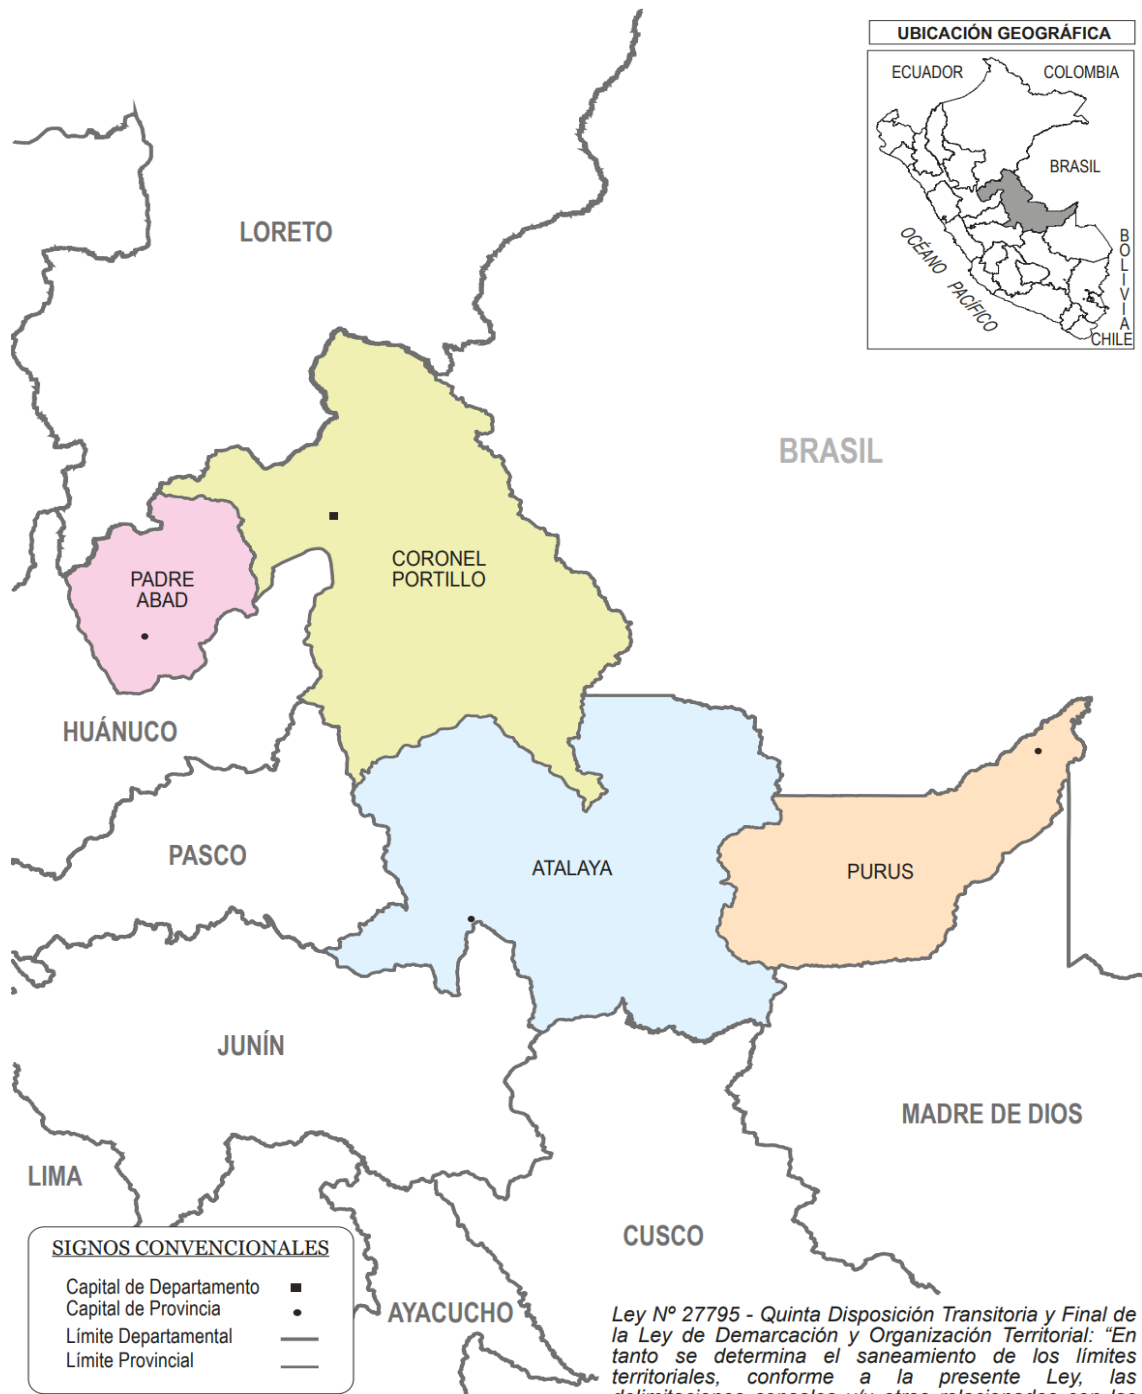 UBICACIÓN GEOGRÁFICA
ECUADOR
COLOMBIA
BRASIL
OCÉANO PACÍFICO
BOLIVIA
CHILE
LORETO
BRASIL
CORONEL
PORTILLO
PADRE
ABAD
HUÁNUCO
PASCO
ATALAYA
PURUS
JUNÍN
MADRE DE DIOS
LIMA
CUSCO
AYACUCHO
SIGNOS CONVENCIONALES
Capital de Departamento
Capital de Provincia
Límite Departamental
Límite Provincial
Ley Nº 27795 - Quinta Disposición Transitoria y Final de
la Ley de Demarcación y Organización Territorial: “En
tanto se determina el saneamiento de los límites
territoriales, conforme a la presente Ley, las